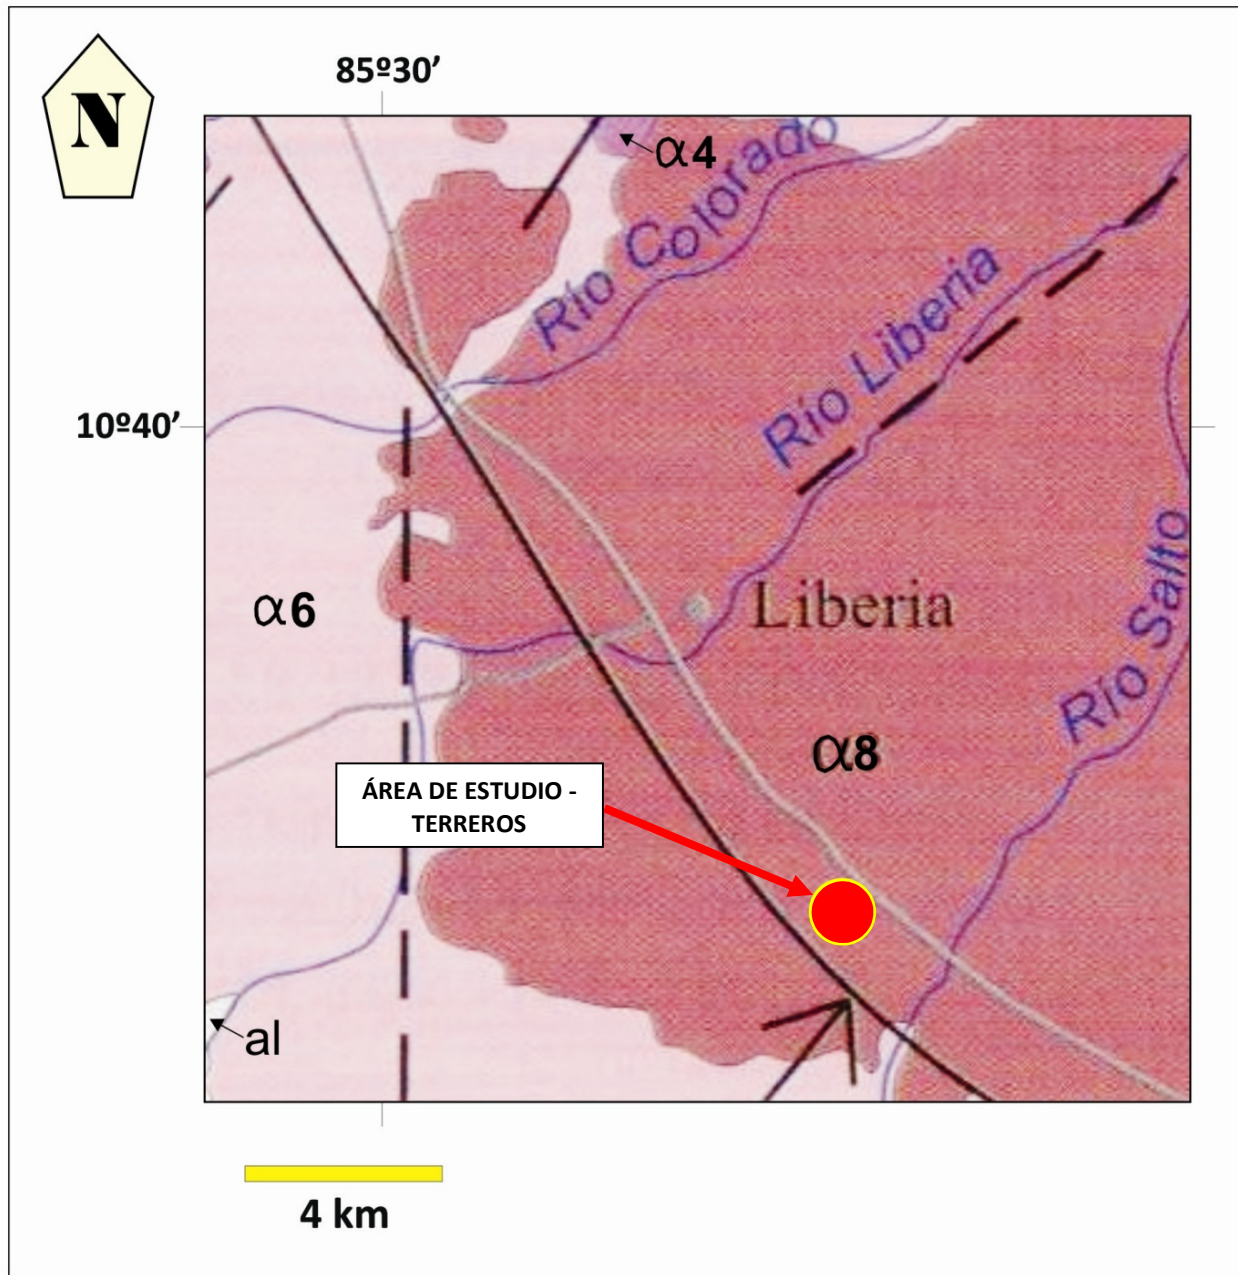 N
85º30’
α4
Río Colorado
Río Liberia
10º40’
Río Salto
α6
Liberia
α8
ÁREA DE ESTUDIO -
TERREROS
al
4 km